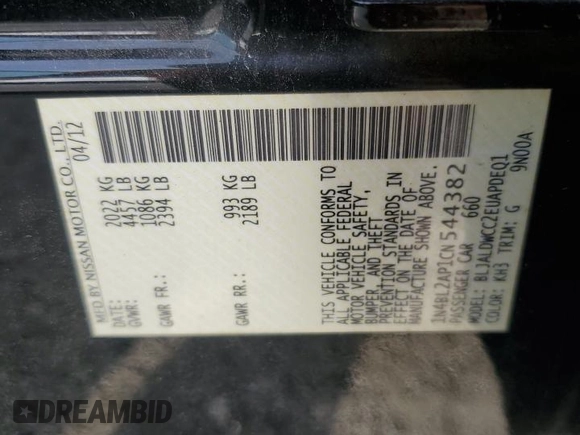 MFD.BY NISSAN MOTOR CO., LTD.
DATE: 04/12
GVWR: 2022 KG
4457 LB
GAWR FR.: 1086 KG
2394 LB
GAWR RR.: 993 KG
2189 LB
THIS VEHICLE CONFORMS TO
ALL APPLICABLE FEDERAL
MOTOR VEHICLE SAFETY,
BUMPER, AND THEFT
PREVENTION STANDARDS IN
EFFECT ON THE DATE OF
MANUFACTURE SHOWN ABOVE.
1N4BL2AP1CN544382
PASSENGER CAR 660
MODEL: BLJALDWCCZEUAPDEQ1
COLOR: KH3 TRIM: G 9N00A
DREAMBID